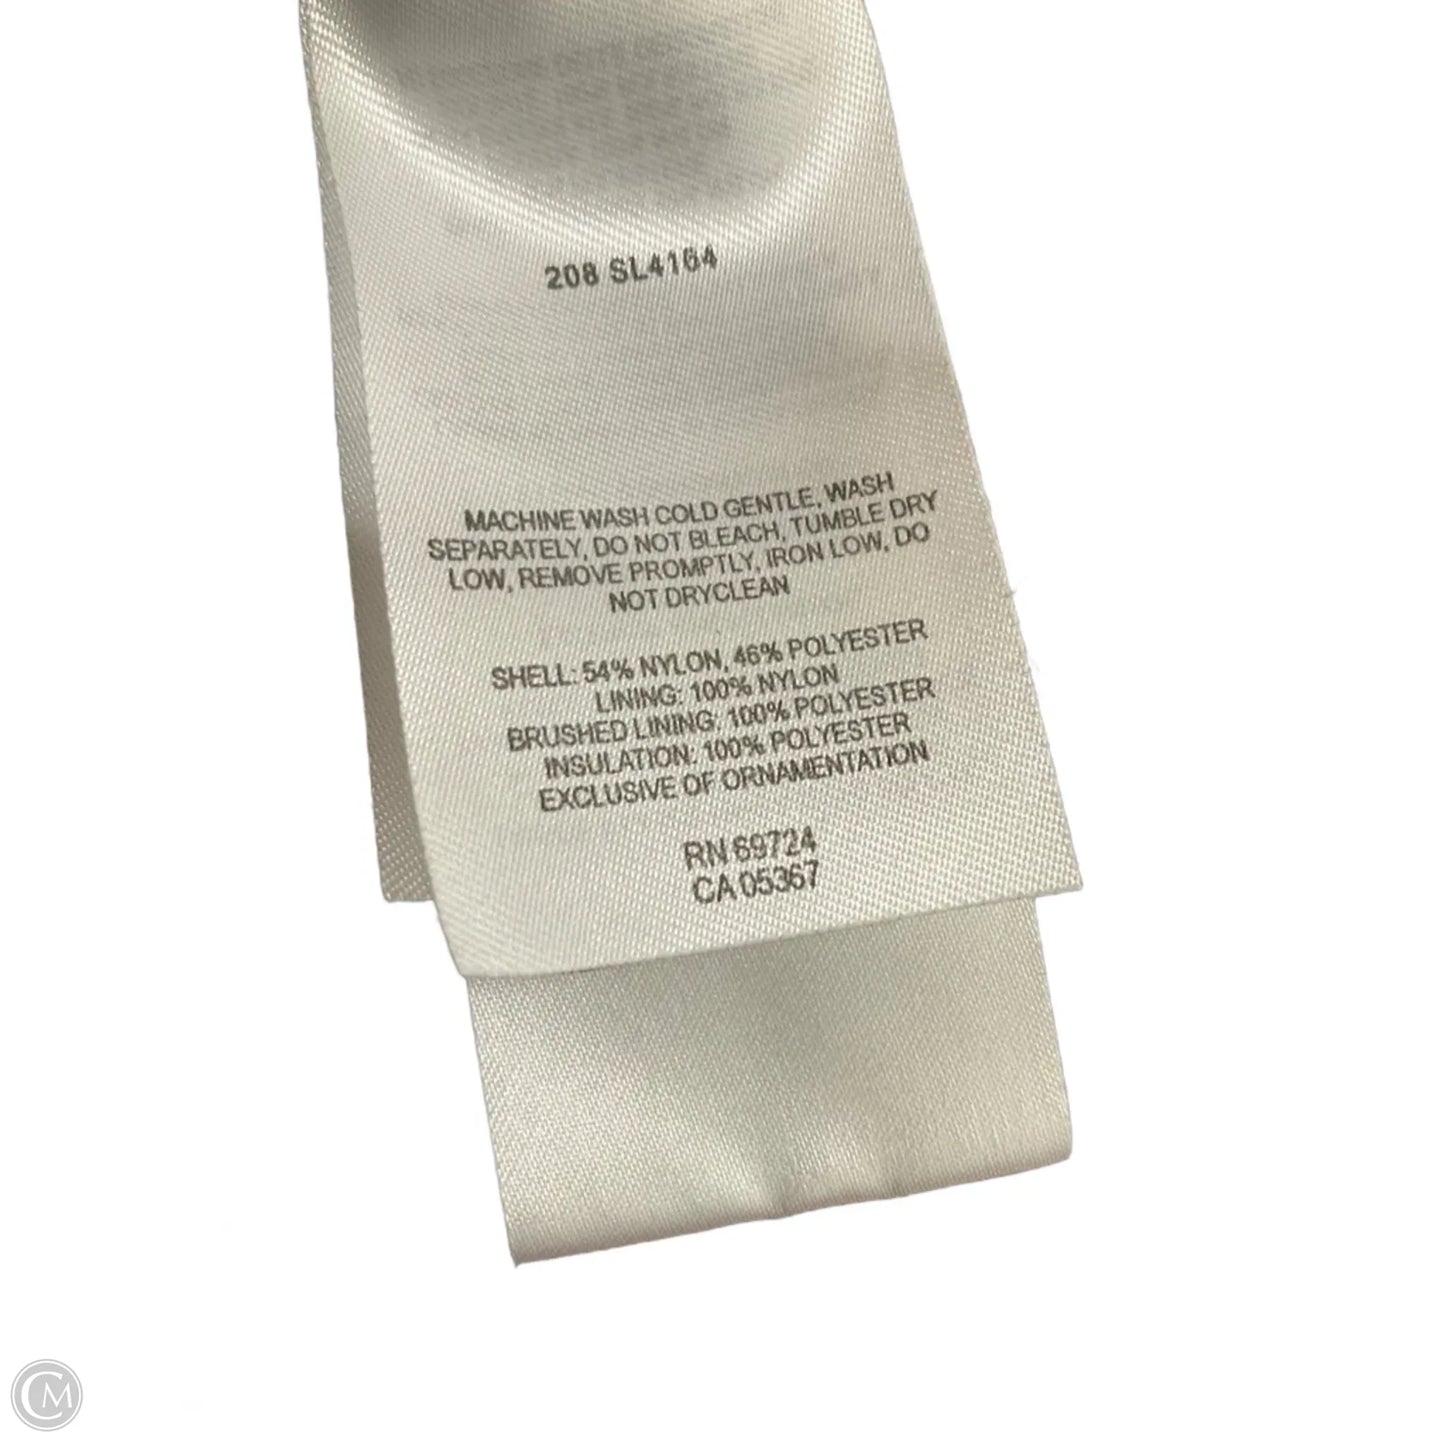 208 SL4164
MACHINE WASH COLD GENTLE, WASH
SEPARATELY, DO NOT BLEACH, TUMBLE DRY
LOW, REMOVE PROMPTLY, IRON LOW, DO
NOT DRYCLEAN
SHELL: 54% NYLON, 46% POLYESTER
LINING: 100% NYLON
BRUSHED LINING: 100% POLYESTER
INSULATION: 100% POLYESTER
EXCLUSIVE OF ORNAMENTATION
RN 69724
CA 05367
CM